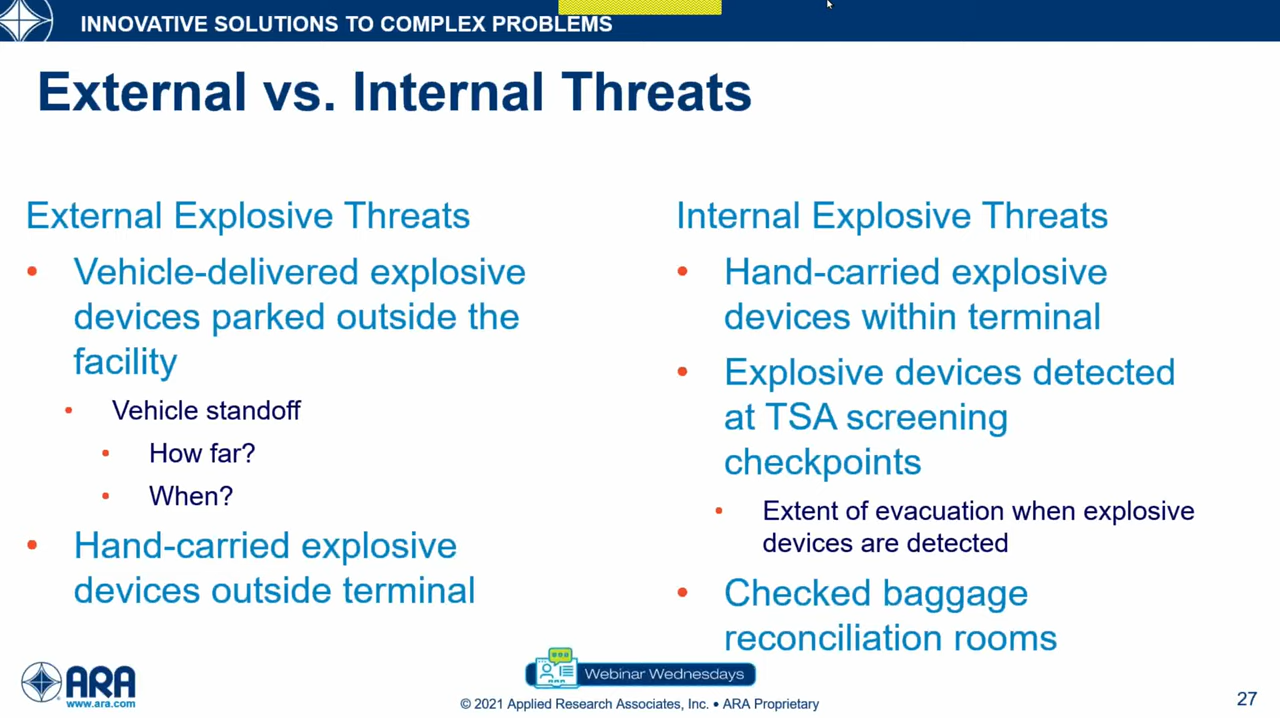 INNOVATIVE SOLUTIONS TO COMPLEX PROBLEMS
External vs. Internal Threats
External Explosive Threats
• Vehicle-delivered explosive
devices parked outside the
facility
• Vehicle standoff
• How far?
• When?
• Hand-carried explosive
devices outside terminal
Internal Explosive Threats
• Hand-carried explosive
devices within terminal
• Explosive devices detected
at TSA screening
checkpoints
• Extent of evacuation when explosive
devices are detected
• Checked baggage
reconciliation rooms
ARA
www.ara.com
Webinar Wednesdays
© 2021 Applied Research Associates, Inc. • ARA Proprietary
27